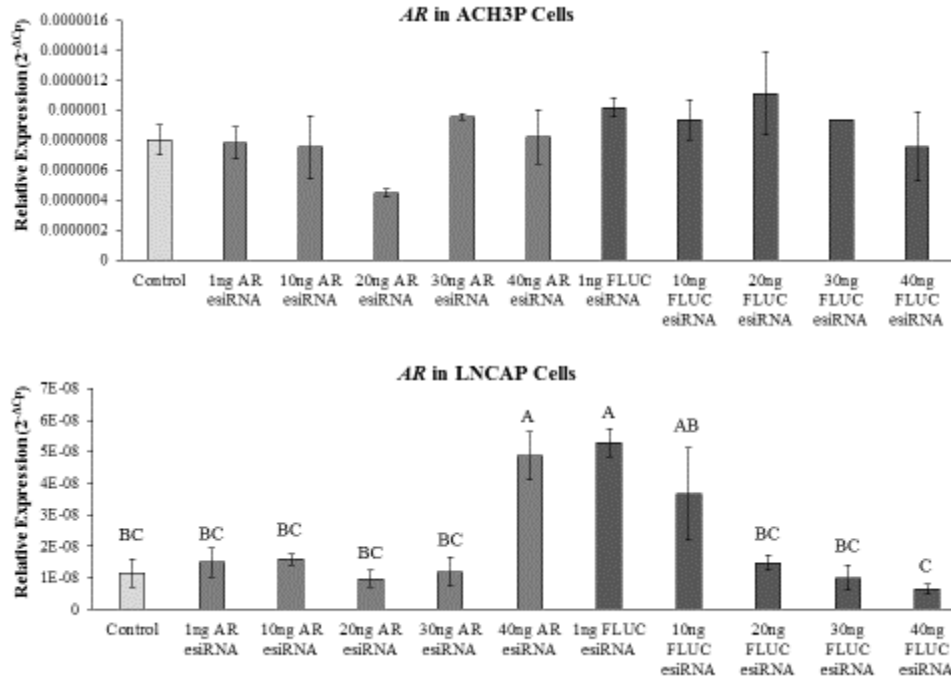 AR in ACH3P Cells
Relative Expression (2-ΔCp)
0.0000016
0.0000014
0.0000012
0.000001
0.0000008
0.0000006
0.0000004
0.0000002
0
Control
1ng AR
esiRNA
10ng AR
esiRNA
20ng AR
esiRNA
30ng AR
esiRNA
40ng AR
esiRNA
1ng FLUC
esiRNA
10ng
FLUC
esiRNA
20ng
FLUC
esiRNA
30ng
FLUC
esiRNA
40ng
FLUC
esiRNA
AR in LNCAP Cells
Relative Expression (2-ΔCp)
7E-08
6E-08
5E-08
4E-08
3E-08
2E-08
1E-08
0
BC
BC
BC
BC
BC
A
A
AB
BC
BC
C
Control
1ng AR
esiRNA
10ng AR
esiRNA
20ng AR
esiRNA
30ng AR
esiRNA
40ng AR
esiRNA
1ng FLUC
esiRNA
10ng
FLUC
esiRNA
20ng
FLUC
esiRNA
30ng
FLUC
esiRNA
40ng
FLUC
esiRNA